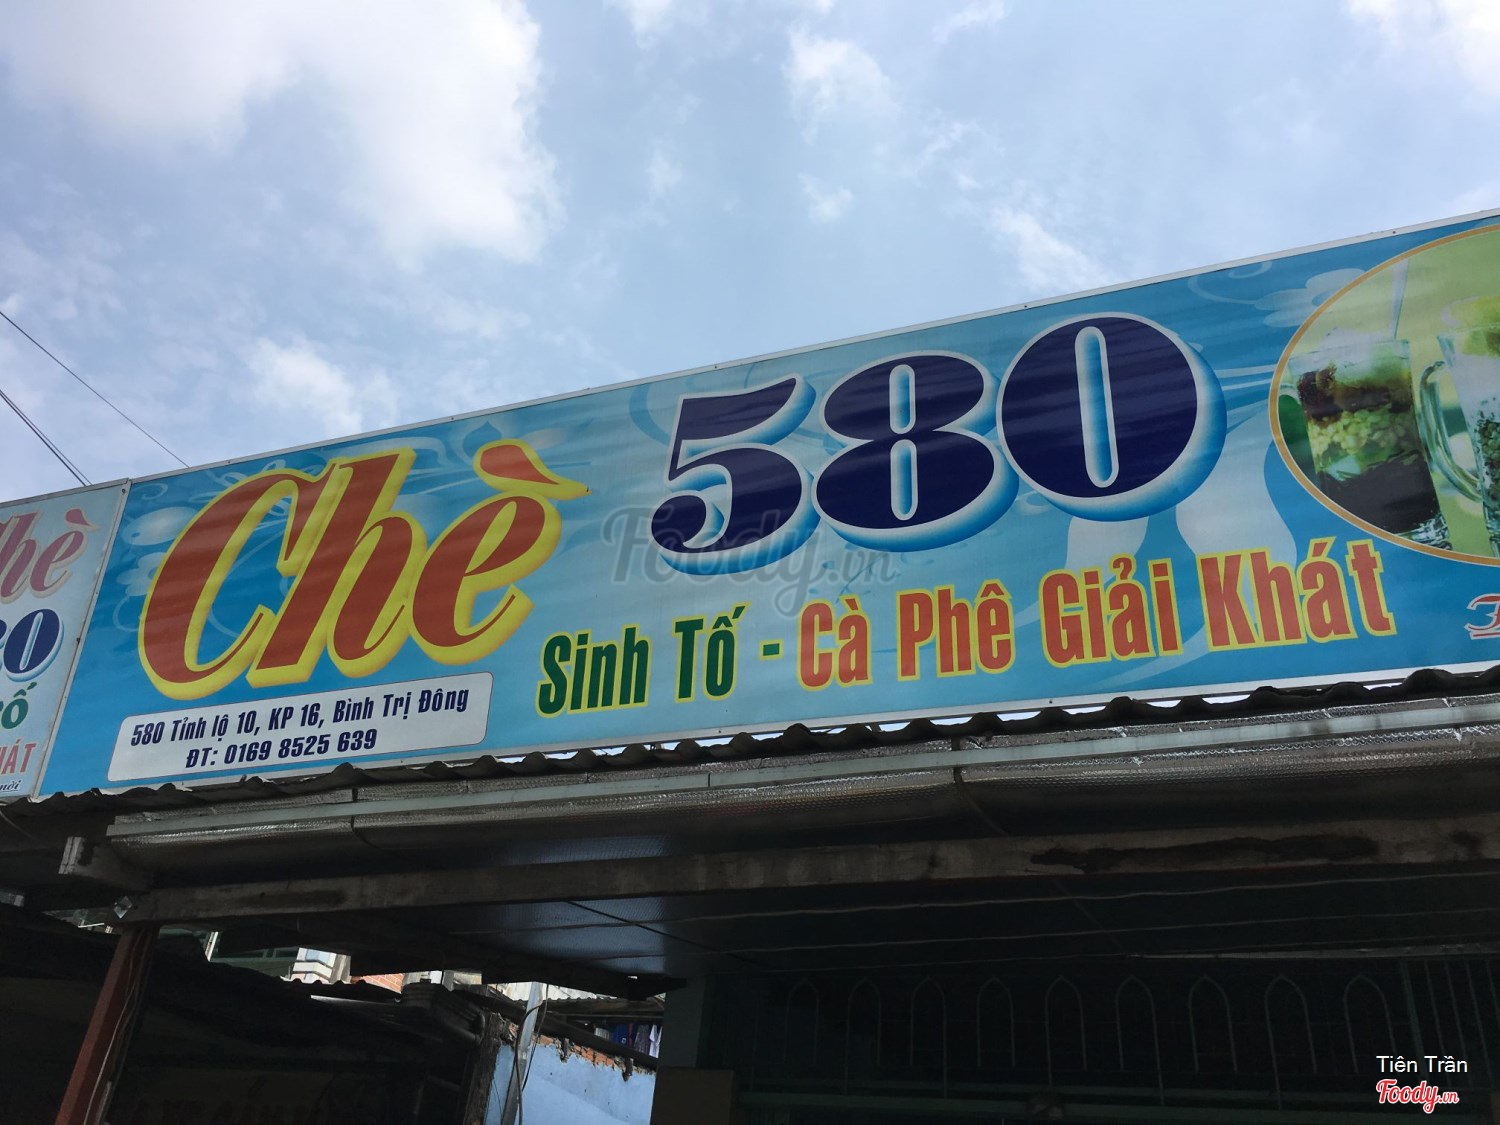 Chè 580
Sinh Tố - Cà Phê Giải Khát
580 Tỉnh lộ 10, KP 16, Bình Trị Đông
ĐT: 0169 8525 639
Foody.vn
Tiên Trần
Foody.vn